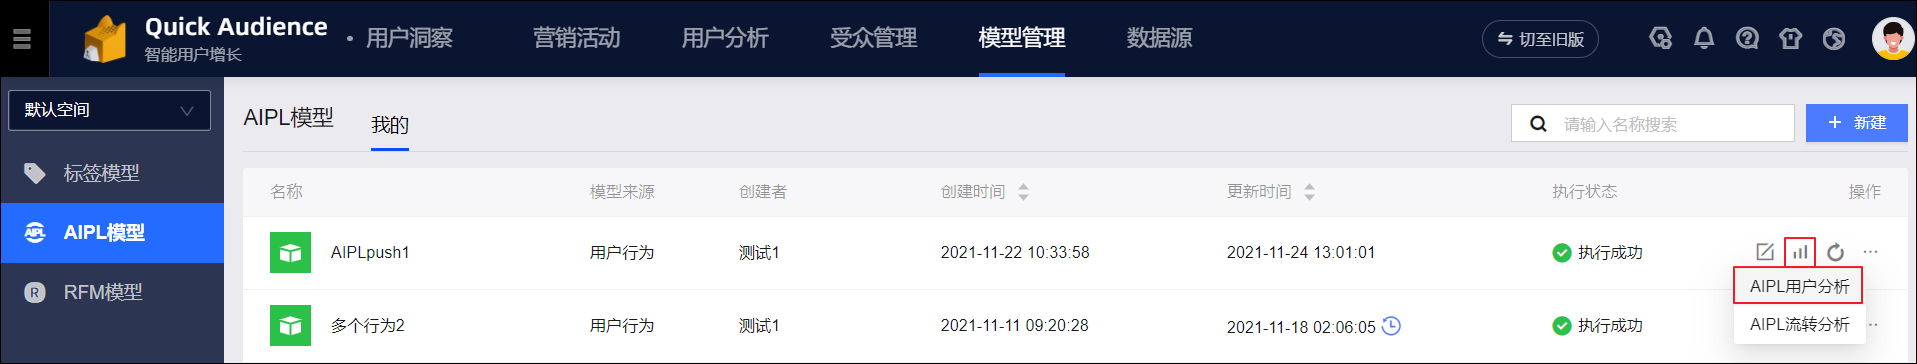 Quick Audience
智能用户增长
• 用户洞察 营销活动 用户分析 受众管理 模型管理 数据源 切至旧版
默认空间
标签模型
AIPL模型
RFM模型
AIPL模型 我的 请输入名称搜索 + 新建
名称 模型来源 创建者 创建时间 更新时间 执行状态 操作
AIPLpush1 用户行为 测试1 2021-11-22 10:33:58 2021-11-24 13:01:01 执行成功 ···
AIPL用户分析
多个行为2 用户行为 测试1 2021-11-11 09:20:28 2021-11-18 02:06:05 执行成功
AIPL流转分析